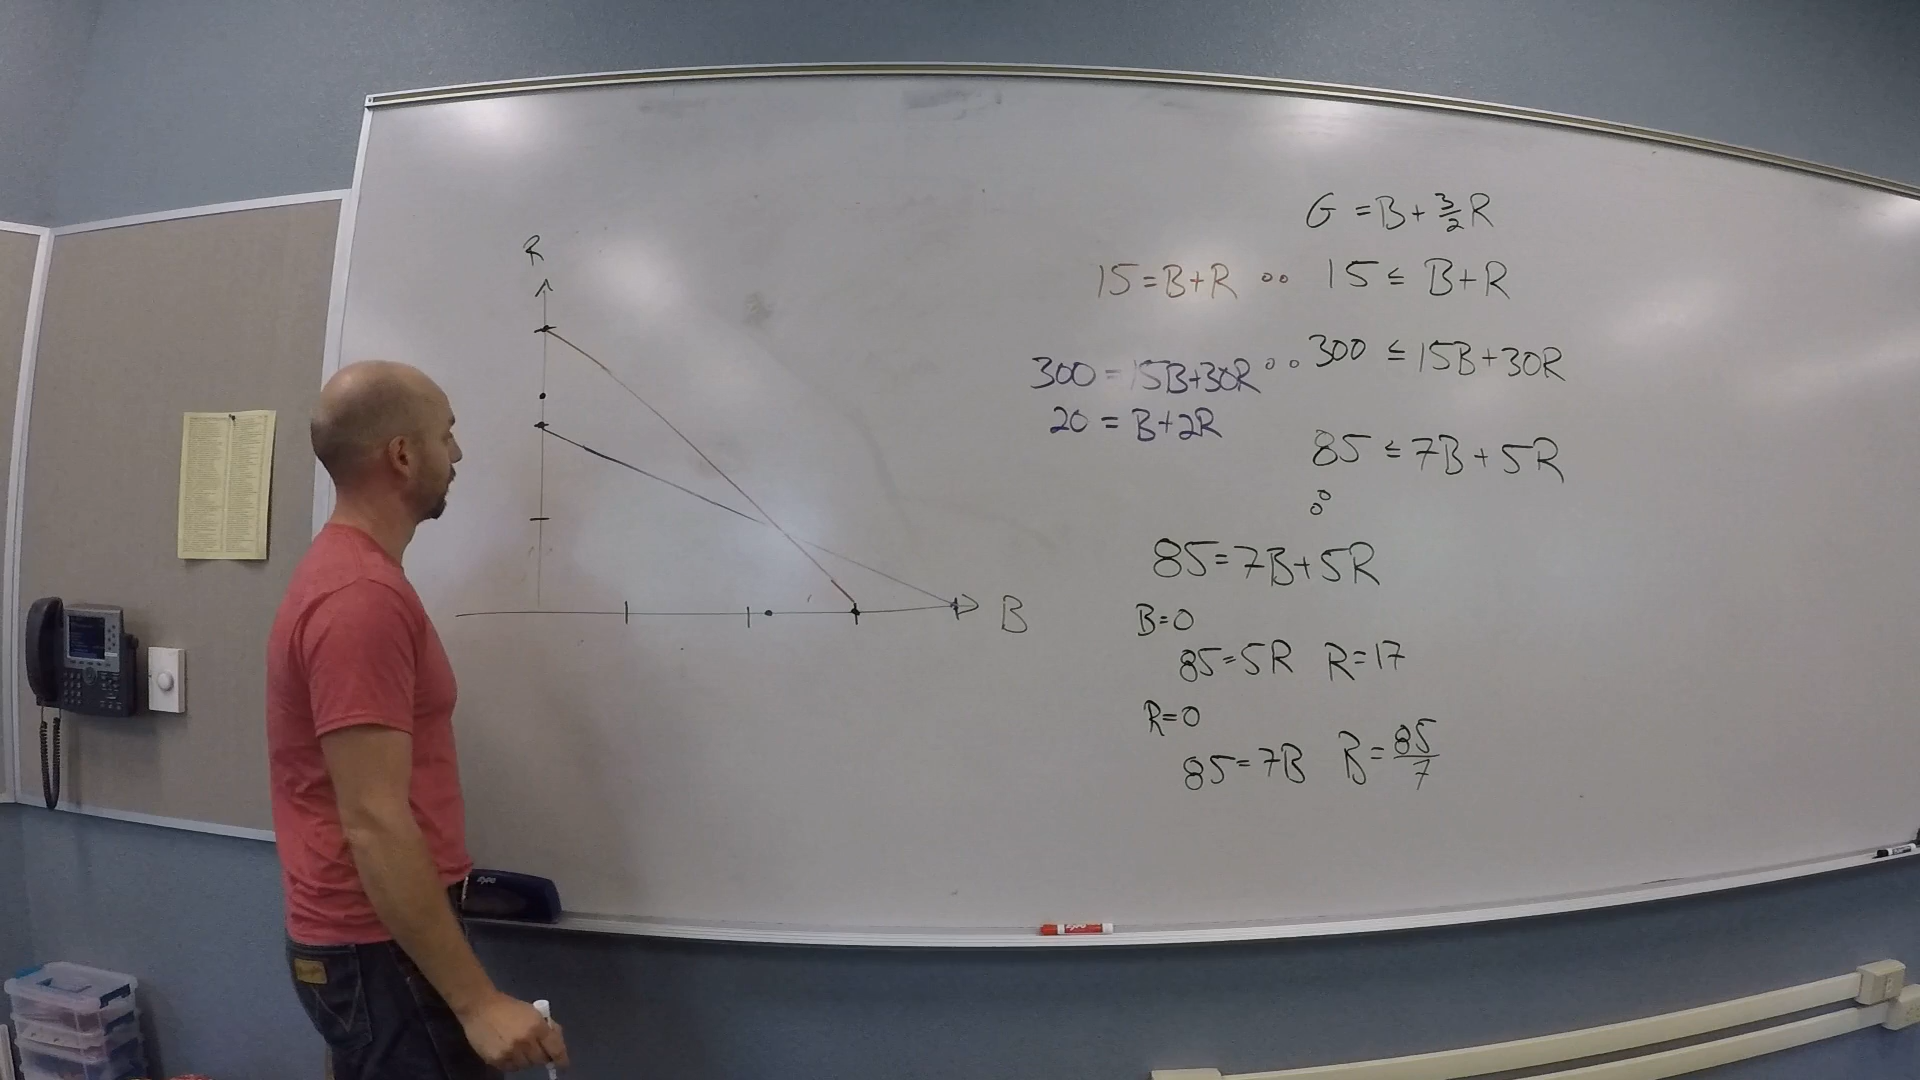 R
B
G = B + 3/2 R
15 = B+R °° 15 ≤ B+R
300 = 15B+30R °° 300 ≤ 15B+30R
20 = B+2R
85 ≤ 7B + 5R
85 = 7B+5R
B=0
85=5R R=17
R=0
85=7B B=85/7